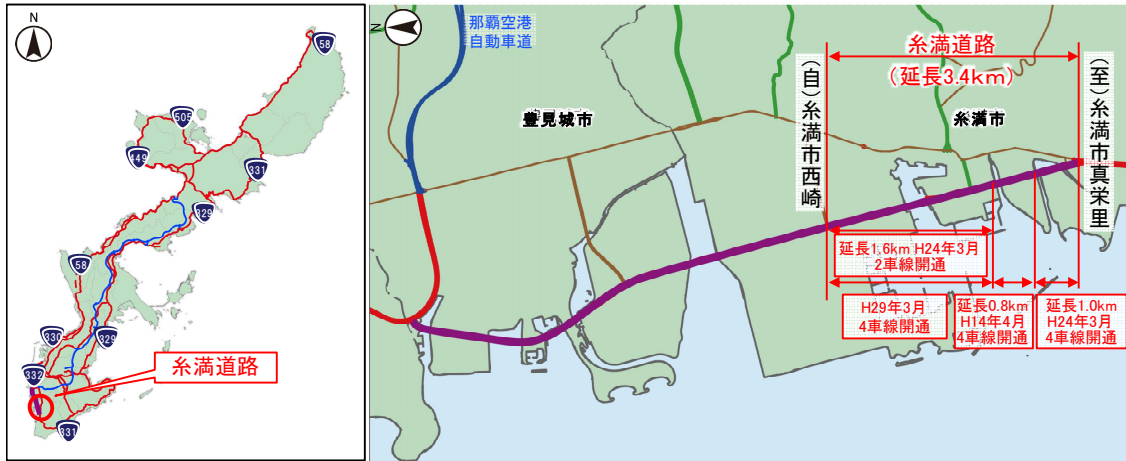 N
58
505
449
331
329
58
330
329
332
糸満道路
331
N
那覇空港
自動車道
豊見城市
糸満道路
(延長3.4km)
糸満市
(自)糸満市西崎
(至)糸満市真栄里
延長1.6km H24年3月
2車線開通
H29年3月
4車線開通
延長0.8km
H14年4月
4車線開通
延長1.0km
H24年3月
4車線開通